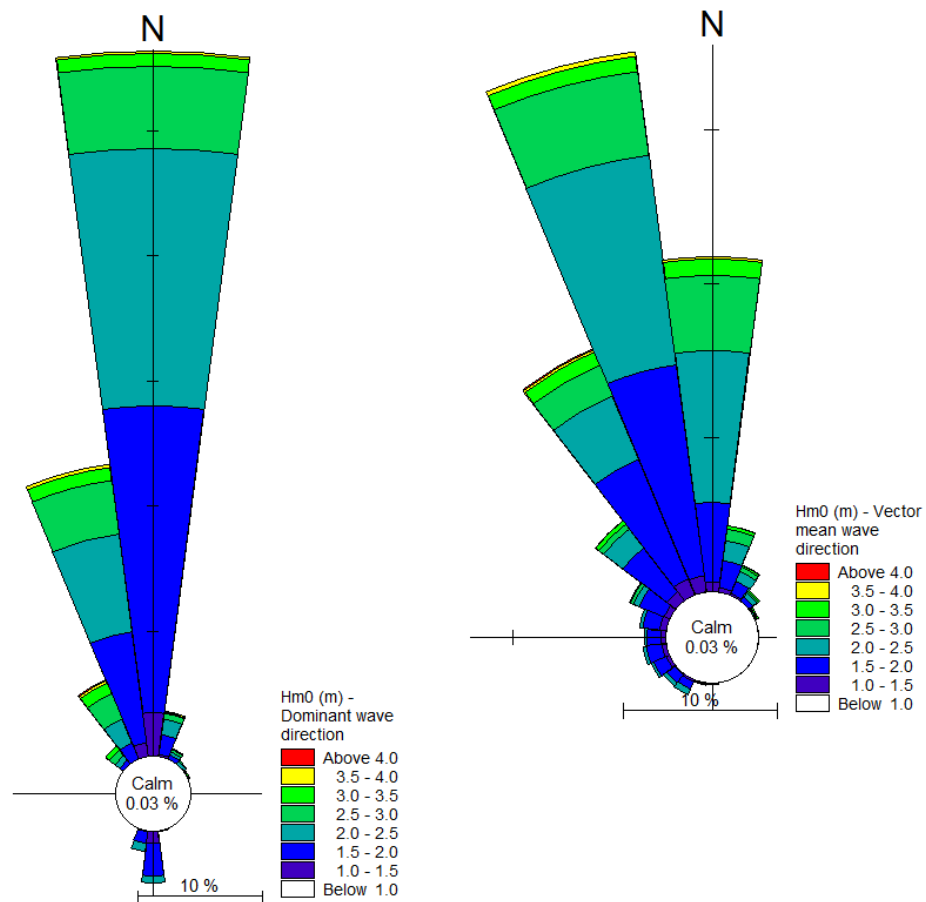 N
Calm
0.03 %
10 %
Hm0 (m) -
Dominant wave
direction
Above 4.0
3.5 - 4.0
3.0 - 3.5
2.5 - 3.0
2.0 - 2.5
1.5 - 2.0
1.0 - 1.5
Below 1.0
N
Calm
0.03 %
10 %
Hm0 (m) - Vector
mean wave
direction
Above 4.0
3.5 - 4.0
3.0 - 3.5
2.5 - 3.0
2.0 - 2.5
1.5 - 2.0
1.0 - 1.5
Below 1.0